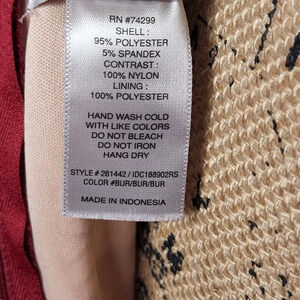 RN #74299
SHELL :
95% POLYESTER
5% SPANDEX
CONTRAST :
100% NYLON
LINING :
100% POLYESTER
HAND WASH COLD
WITH LIKE COLORS
DO NOT BLEACH
DO NOT IRON
HANG DRY
STYLE # 261442 / IDC188902RS
COLOR #BUR/BUR/BUR
MADE IN INDONESIA